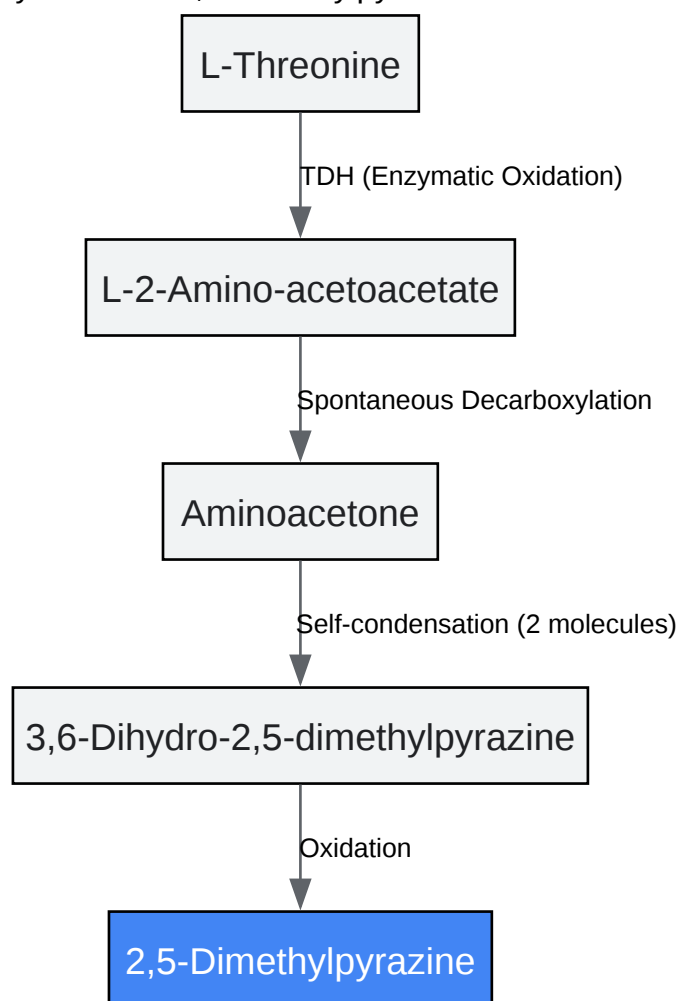 L-Threonine
TDH (Enzymatic Oxidation)
L-2-Amino-acetoacetate
Spontaneous Decarboxylation
Aminoacetone
Self-condensation (2 molecules)
3,6-Dihydro-2,5-dimethylpyrazine
Oxidation
2,5-Dimethylpyrazine